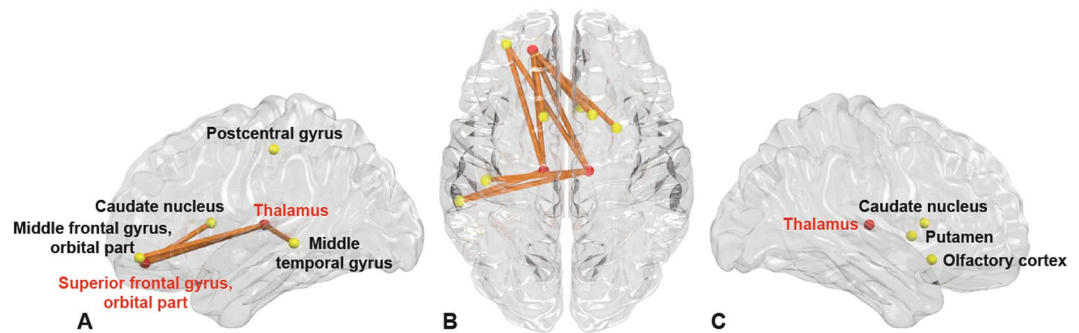 Postcentral gyrus
Caudate nucleus
Thalamus
Middle frontal gyrus,
orbital part
Middle
temporal gyrus
Superior frontal gyrus,
orbital part
A
B
Caudate nucleus
Thalamus
Putamen
Olfactory cortex
C